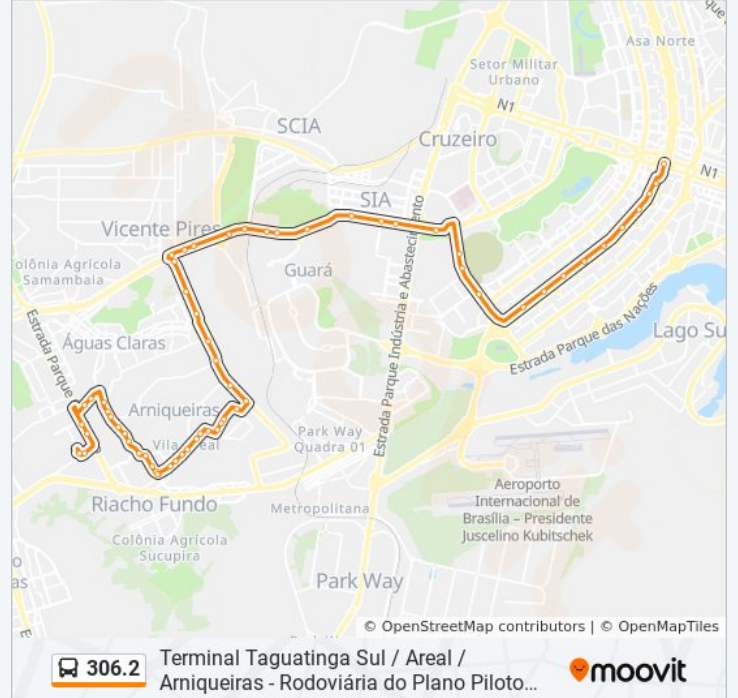 que
Asa Norte
Setor Militar
Urbano
N1
SCIA
Cruzeiro
N1
SIA
Vicente Pires
olônia Agrícola
Samambaia
Guará
Estrada Parque Indústria e Abastecimento
Estrada Parque das Nações
Lago Su
Estrada Parque
Águas Claras
Arniqueiras
Park Way
Quadra 01
Riacho Fundo
Metropolitana
Aeroporto
Internacional de
Brasília – Presidente
Juscelino Kubitschek
Colônia Agrícola
Sucupira
o
as
Park Way
© OpenStreetMap contributors | © OpenMapTiles
306.2
Terminal Taguatinga Sul / Areal /
Arniqueiras - Rodoviária do Plano Piloto...
moovit